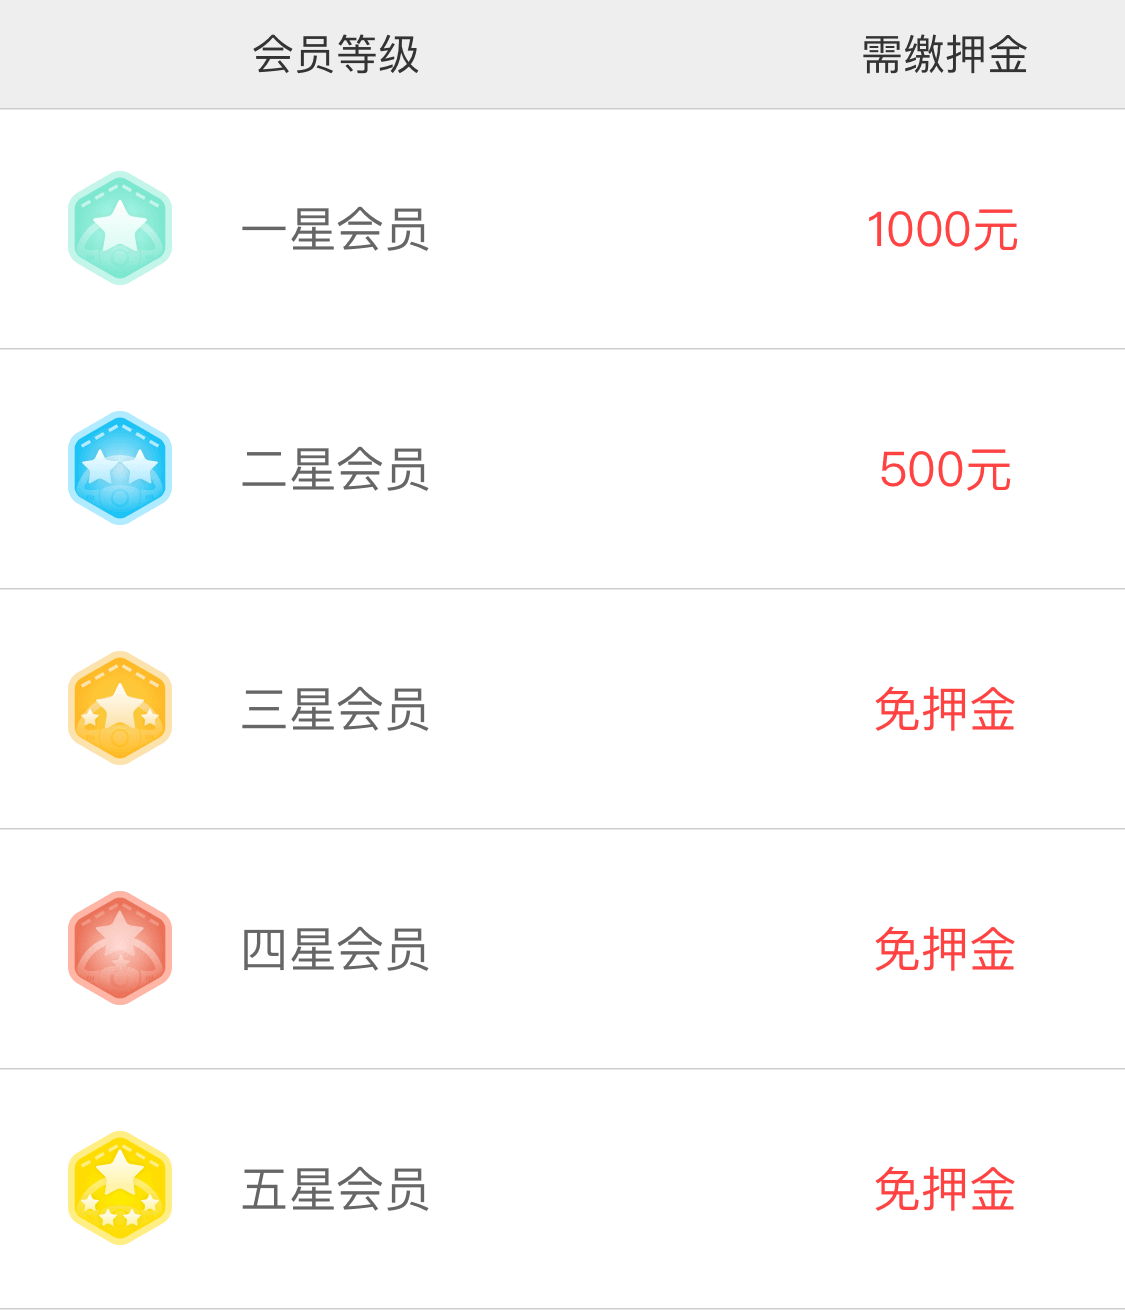 会员等级 需缴押金
一星会员 1000元
二星会员 500元
三星会员 免押金
四星会员 免押金
五星会员 免押金